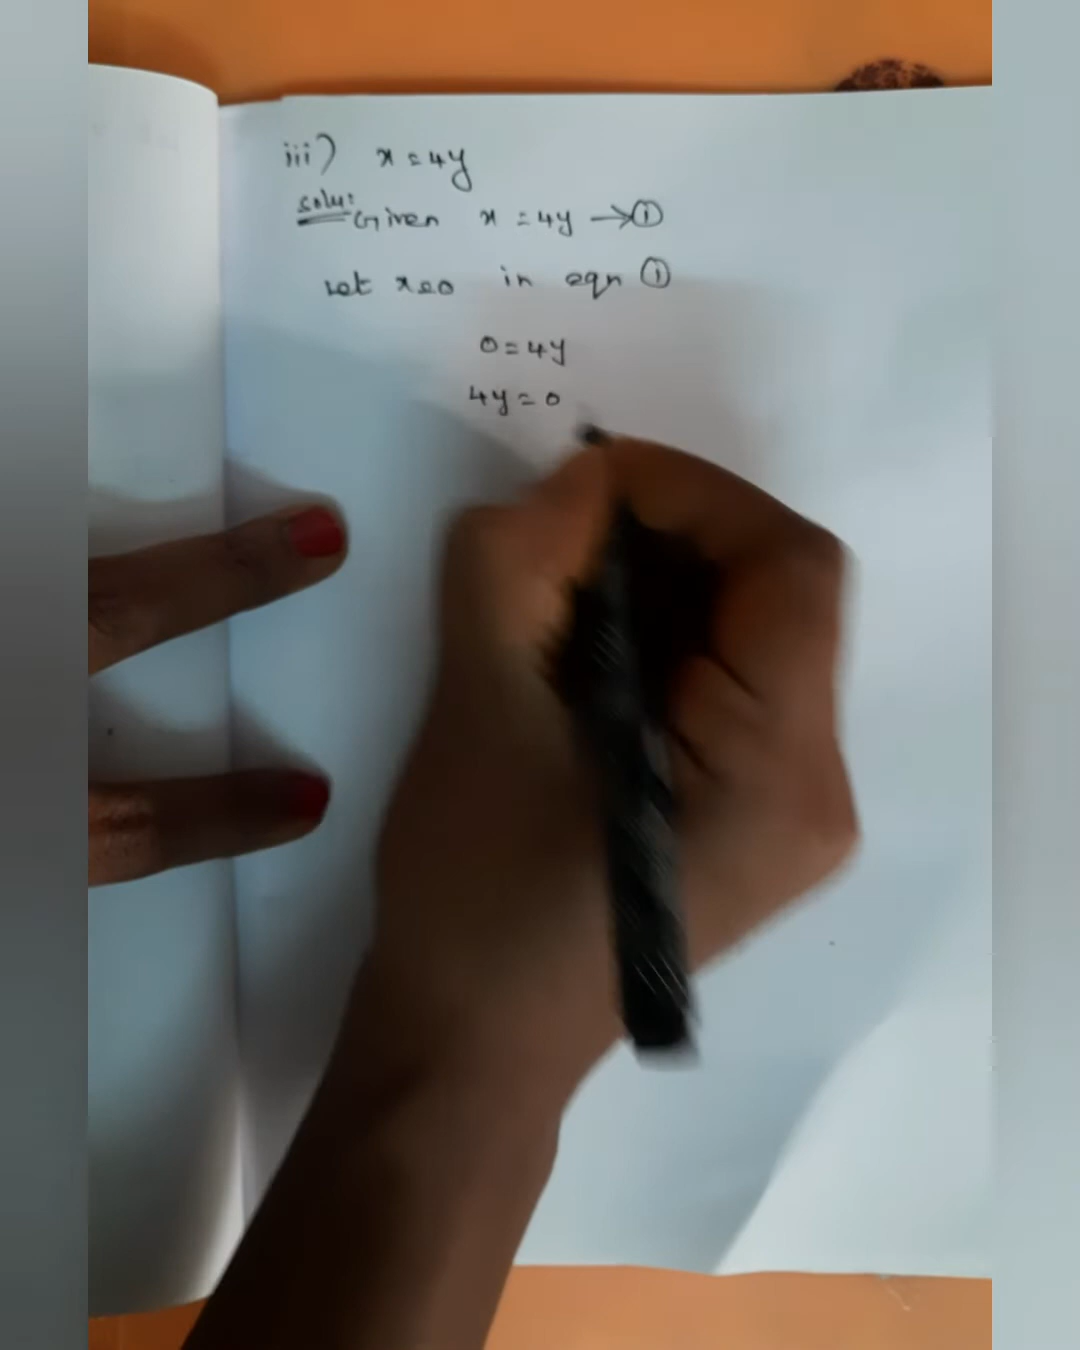 iii) x = 4y
Solu:
Given x = 4y → ①
Let x = 0 in eqn ①
0 = 4y
4y = 0